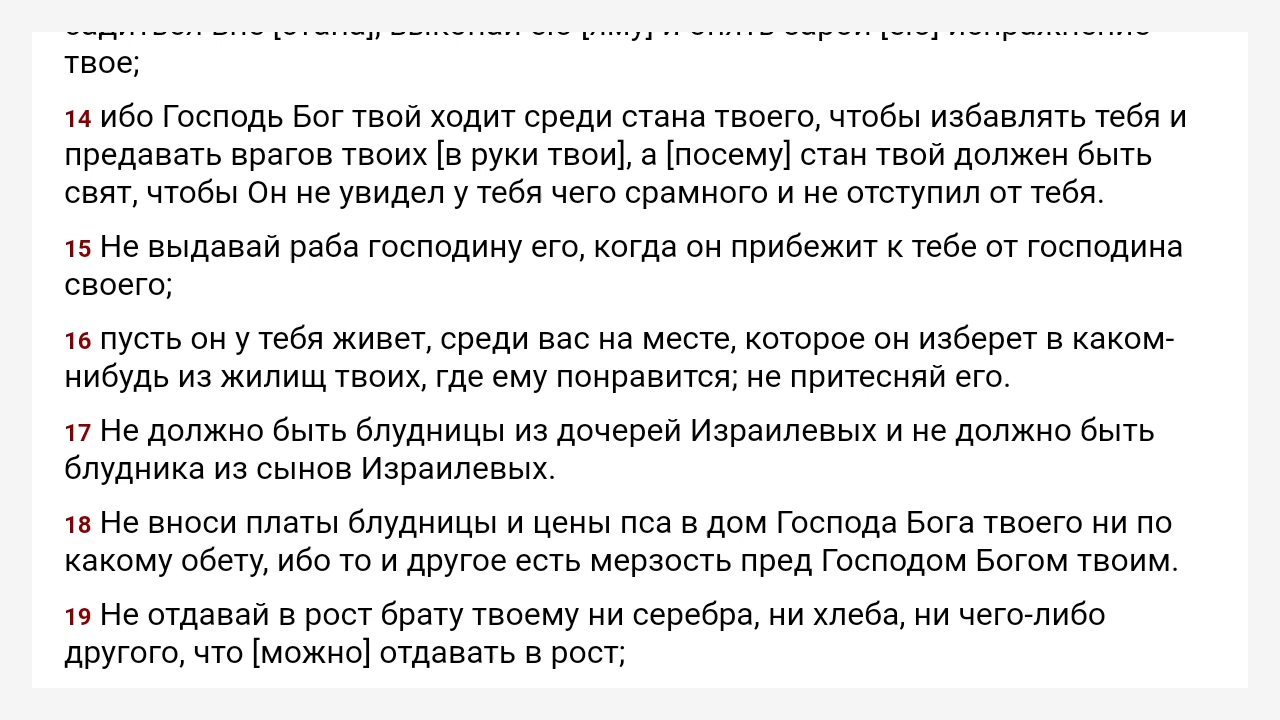 твое;
14 ибо Господь Бог твой ходит среди стана твоего, чтобы избавлять тебя и
предавать врагов твоих [в руки твои], а [посему] стан твой должен быть
свят, чтобы Он не увидел у тебя чего срамного и не отступил от тебя.
15 Не выдавай раба господину его, когда он прибежит к тебе от господина
своего;
16 пусть он у тебя живет, среди вас на месте, которое он изберет в каком-
нибудь из жилищ твоих, где ему понравится; не притесняй его.
17 Не должно быть блудницы из дочерей Израилевых и не должно быть
блудника из сынов Израилевых.
18 Не вноси платы блудницы и цены пса в дом Господа Бога твоего ни по
какому обету, ибо то и другое есть мерзость пред Господом Богом твоим.
19 Не отдавай в рост брату твоему ни серебра, ни хлеба, ни чего-либо
другого, что [можно] отдавать в рост;